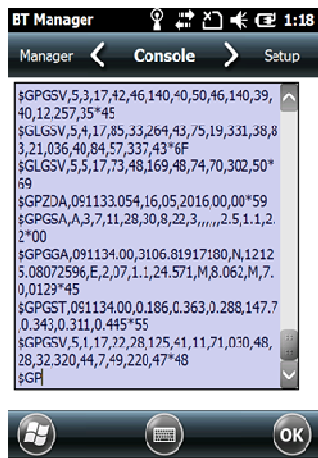 BT Manager 1:18
Manager Console Setup
$GPGSV,5,3,17,42,46,140,40,50,46,140,39,
40,12,257,35*45
$GLGSV,5,4,17,85,33,264,43,75,19,331,38,8
3,21,036,40,84,57,337,43*6F
$GLGSV,5,5,17,73,48,169,48,74,70,302,50*
69
$GPZDA,091133.054,16,05,2016,00,00*59
$GPGSA,A,3,7,11,28,30,8,22,3,,,,,,2.5,1.1,2.
2*00
$GPGGA,091134.00,3106.81917180,N,1212
5.08072596,E,2,07,1.1,24.571,M,8.062,M,7.
0,0129*45
$GPGST,091134.00,0.186,0.363,0.288,147.7
,0.343,0.311,0.445*55
$GPGSV,5,1,17,22,28,125,41,11,71,030,48,
28,32,320,44,7,49,220,47*48
$GP
OK